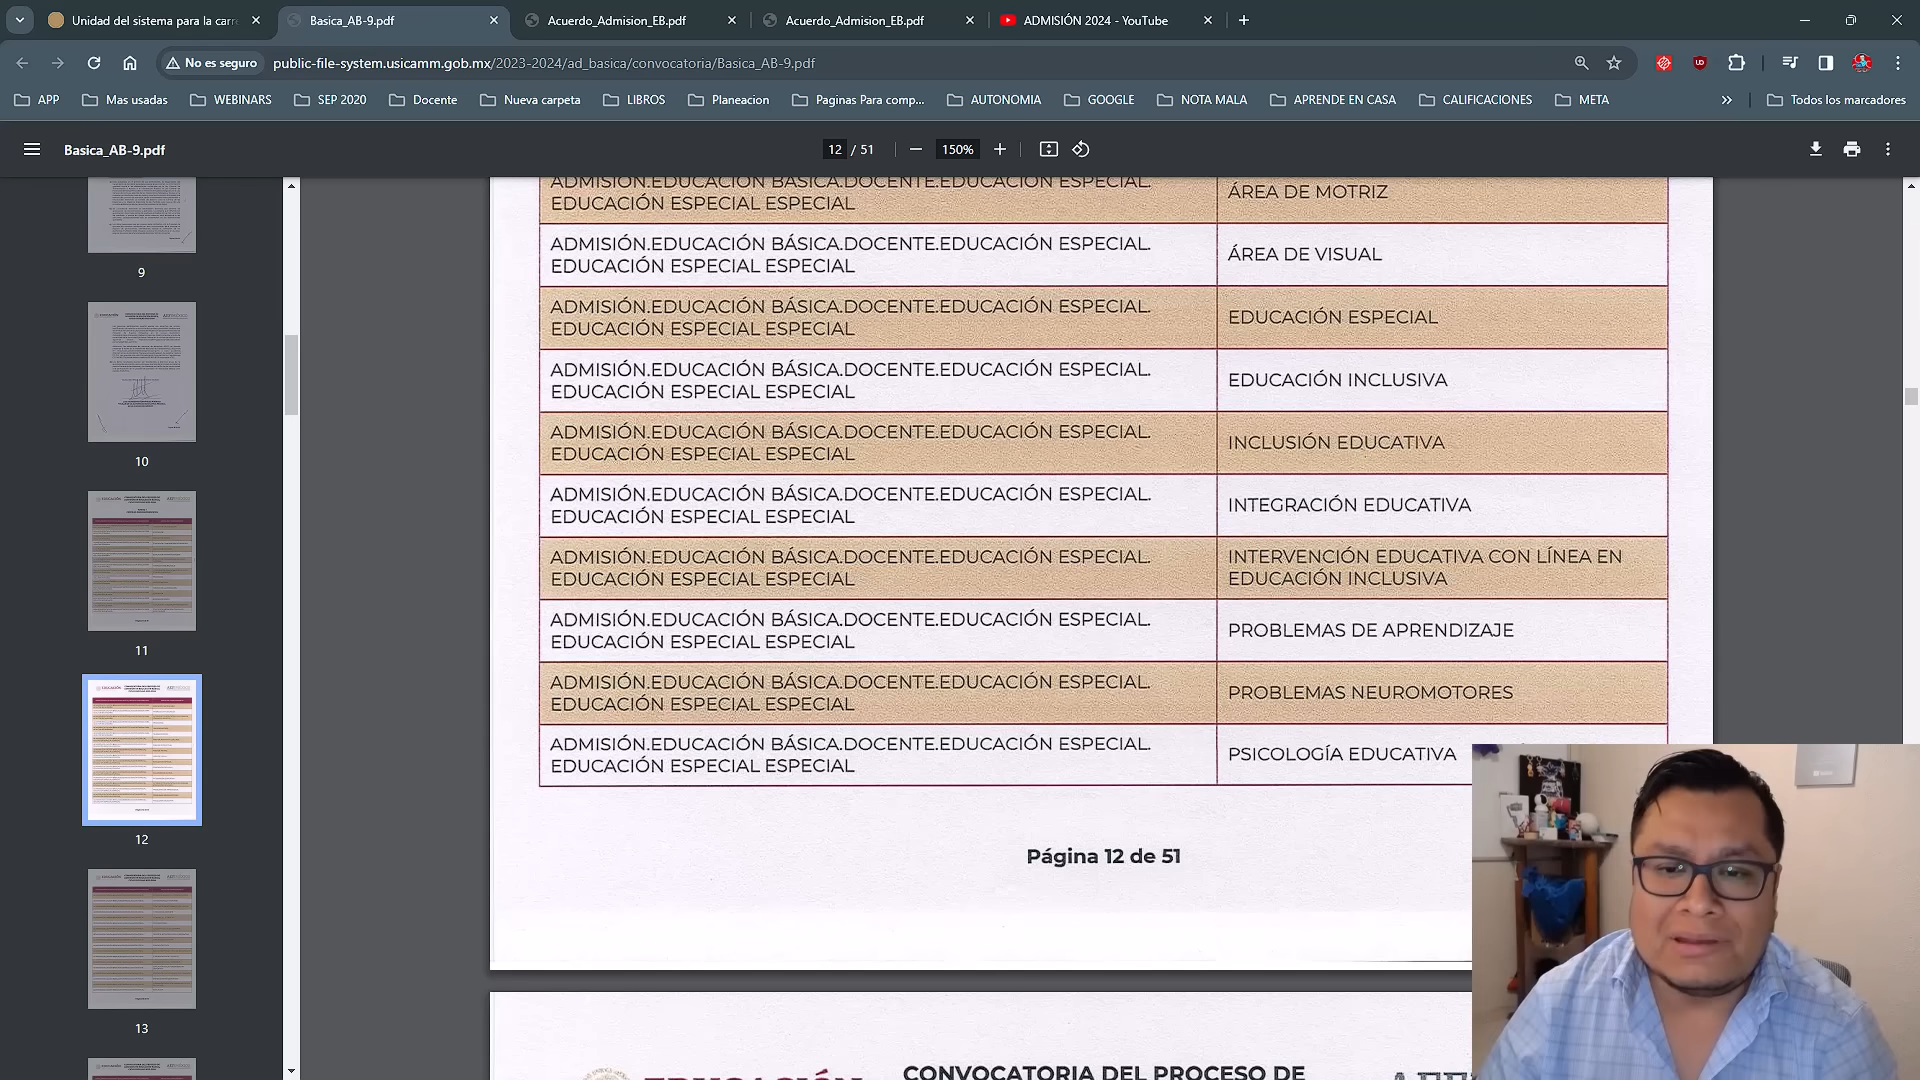 Unidad del sistema para la carre
Basica_AB-9.pdf
Acuerdo_Admision_EB.pdf
Acuerdo_Admision_EB.pdf
ADMISIÓN 2024 - YouTube
No es seguro
public-file-system.usicamm.gob.mx/2023-2024/ad_basica/convocatoria/Basica_AB-9.pdf
APP
Mas usadas
WEBINARS
SEP 2020
Docente
Nueva carpeta
LIBROS
Planeacion
Paginas Para comp...
AUTONOMIA
GOOGLE
NOTA MALA
APRENDE EN CASA
CALIFICACIONES
META
Todos los marcadores
Basica_AB-9.pdf
12 / 51
150%
9
10
11
12
13
ADMISIÓN.EDUCACIÓN BÁSICA.DOCENTE.EDUCACIÓN ESPECIAL.
EDUCACIÓN ESPECIAL ESPECIAL
ÁREA DE MOTRIZ
ADMISIÓN.EDUCACIÓN BÁSICA.DOCENTE.EDUCACIÓN ESPECIAL.
EDUCACIÓN ESPECIAL ESPECIAL
ÁREA DE VISUAL
ADMISIÓN.EDUCACIÓN BÁSICA.DOCENTE.EDUCACIÓN ESPECIAL.
EDUCACIÓN ESPECIAL ESPECIAL
EDUCACIÓN ESPECIAL
ADMISIÓN.EDUCACIÓN BÁSICA.DOCENTE.EDUCACIÓN ESPECIAL.
EDUCACIÓN ESPECIAL ESPECIAL
EDUCACIÓN INCLUSIVA
ADMISIÓN.EDUCACIÓN BÁSICA.DOCENTE.EDUCACIÓN ESPECIAL.
EDUCACIÓN ESPECIAL ESPECIAL
INCLUSIÓN EDUCATIVA
ADMISIÓN.EDUCACIÓN BÁSICA.DOCENTE.EDUCACIÓN ESPECIAL.
EDUCACIÓN ESPECIAL ESPECIAL
INTEGRACIÓN EDUCATIVA
ADMISIÓN.EDUCACIÓN BÁSICA.DOCENTE.EDUCACIÓN ESPECIAL.
EDUCACIÓN ESPECIAL ESPECIAL
INTERVENCIÓN EDUCATIVA CON LÍNEA EN
EDUCACIÓN INCLUSIVA
ADMISIÓN.EDUCACIÓN BÁSICA.DOCENTE.EDUCACIÓN ESPECIAL.
EDUCACIÓN ESPECIAL ESPECIAL
PROBLEMAS DE APRENDIZAJE
ADMISIÓN.EDUCACIÓN BÁSICA.DOCENTE.EDUCACIÓN ESPECIAL.
EDUCACIÓN ESPECIAL ESPECIAL
PROBLEMAS NEUROMOTORES
ADMISIÓN.EDUCACIÓN BÁSICA.DOCENTE.EDUCACIÓN ESPECIAL.
EDUCACIÓN ESPECIAL ESPECIAL
PSICOLOGÍA EDUCATIVA
Página 12 de 51
EDUCACIÓN
CONVOCATORIA DEL PROCESO DE